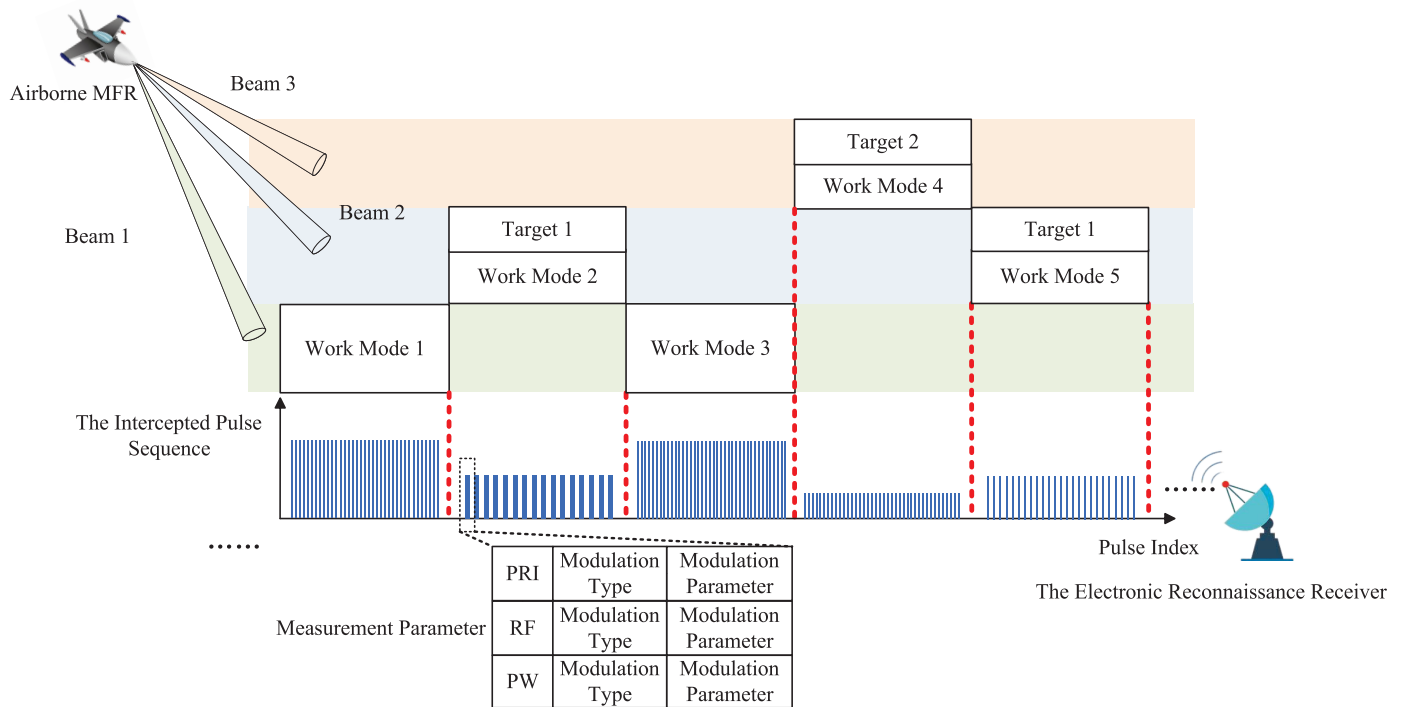 Airborne MFR
Beam 3
Beam 2
Beam 1
Target 2
Work Mode 4
Target 1
Work Mode 2
Target 1
Work Mode 5
Work Mode 1
Work Mode 3
The Intercepted Pulse
Sequence
......
......
Pulse Index
The Electronic Reconnaissance Receiver
Measurement Parameter
PRI
Modulation
Type
Modulation
Parameter
RF
Modulation
Type
Modulation
Parameter
PW
Modulation
Type
Modulation
Parameter